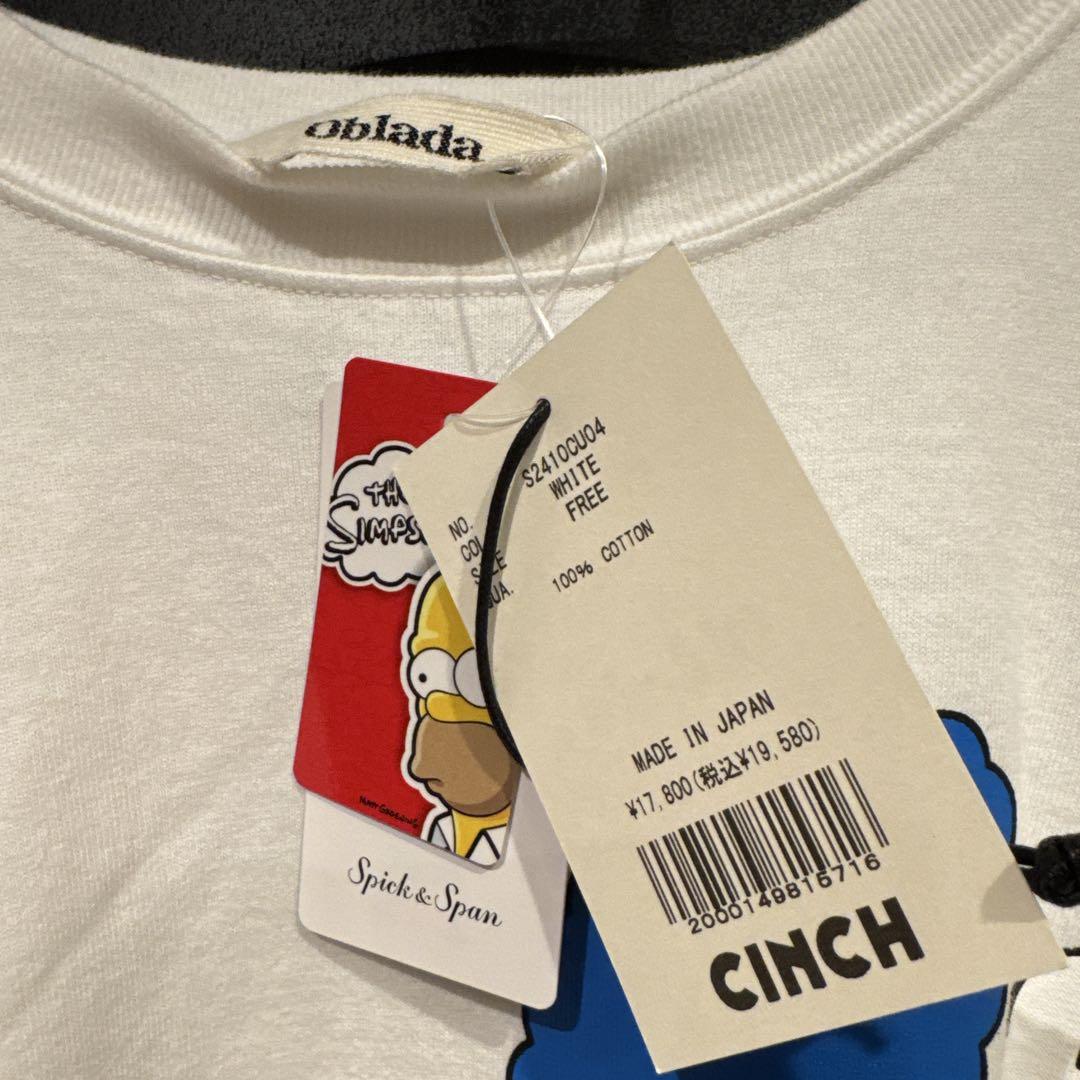 oblada
S2410CU04
WHITE
FREE
NO.
100% COTTON
THE
MADE IN JAPAN
¥17,800(税込¥19,580)
2000149815716
CINCH
Spick & Span